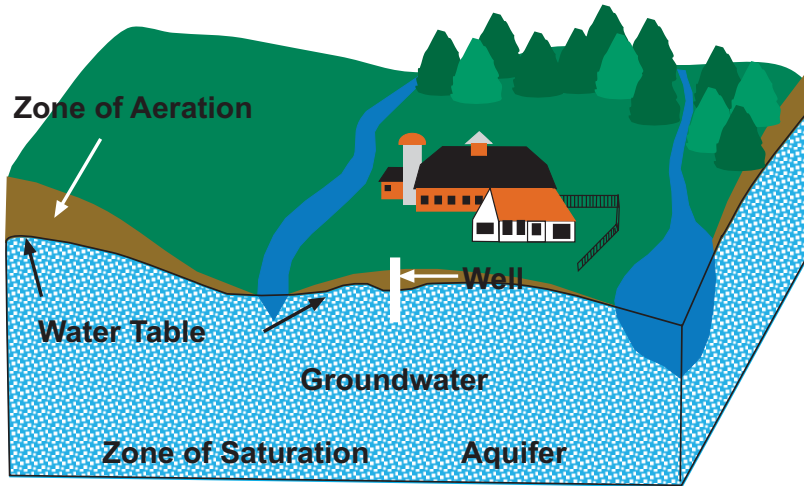 Zone of Aeration
Well
Water Table
Groundwater
Zone of Saturation
Aquifer